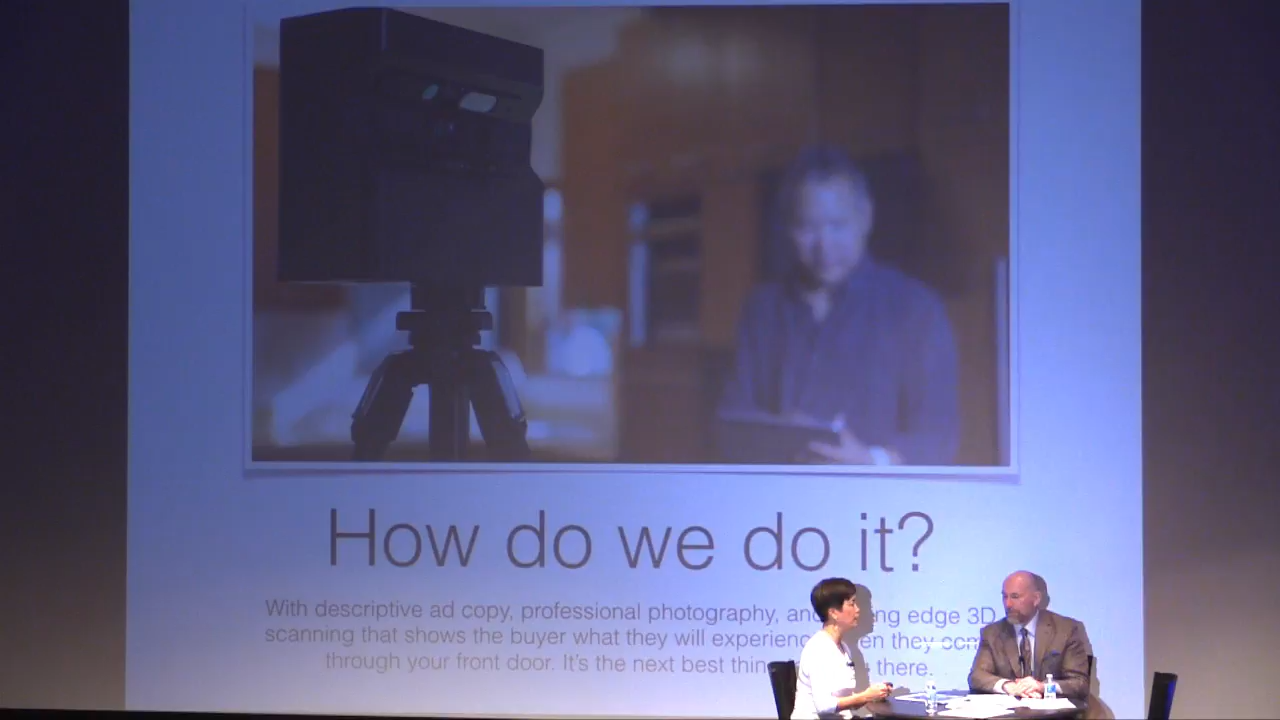 How do we do it?
With descriptive ad copy, professional photography, and edge 3D
scanning that shows the buyer what they will they
through your front door. It's the next best there.